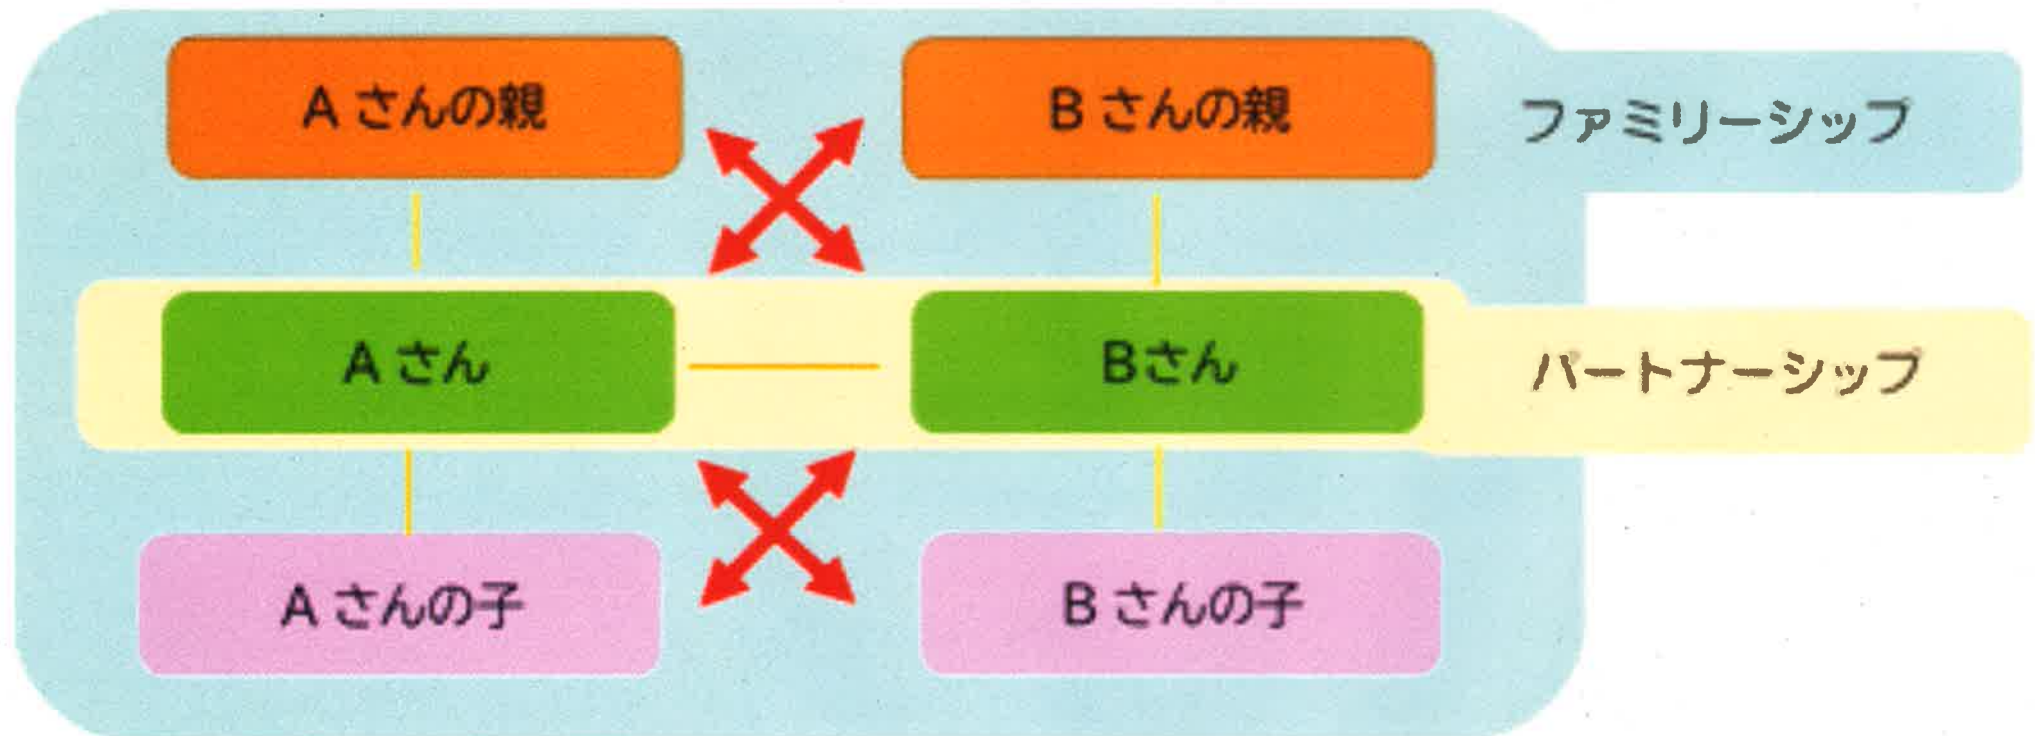 A さんの親
B さんの親
ファミリーシップ
A さん
Bさん
パートナーシップ
A さんの子
B さんの子